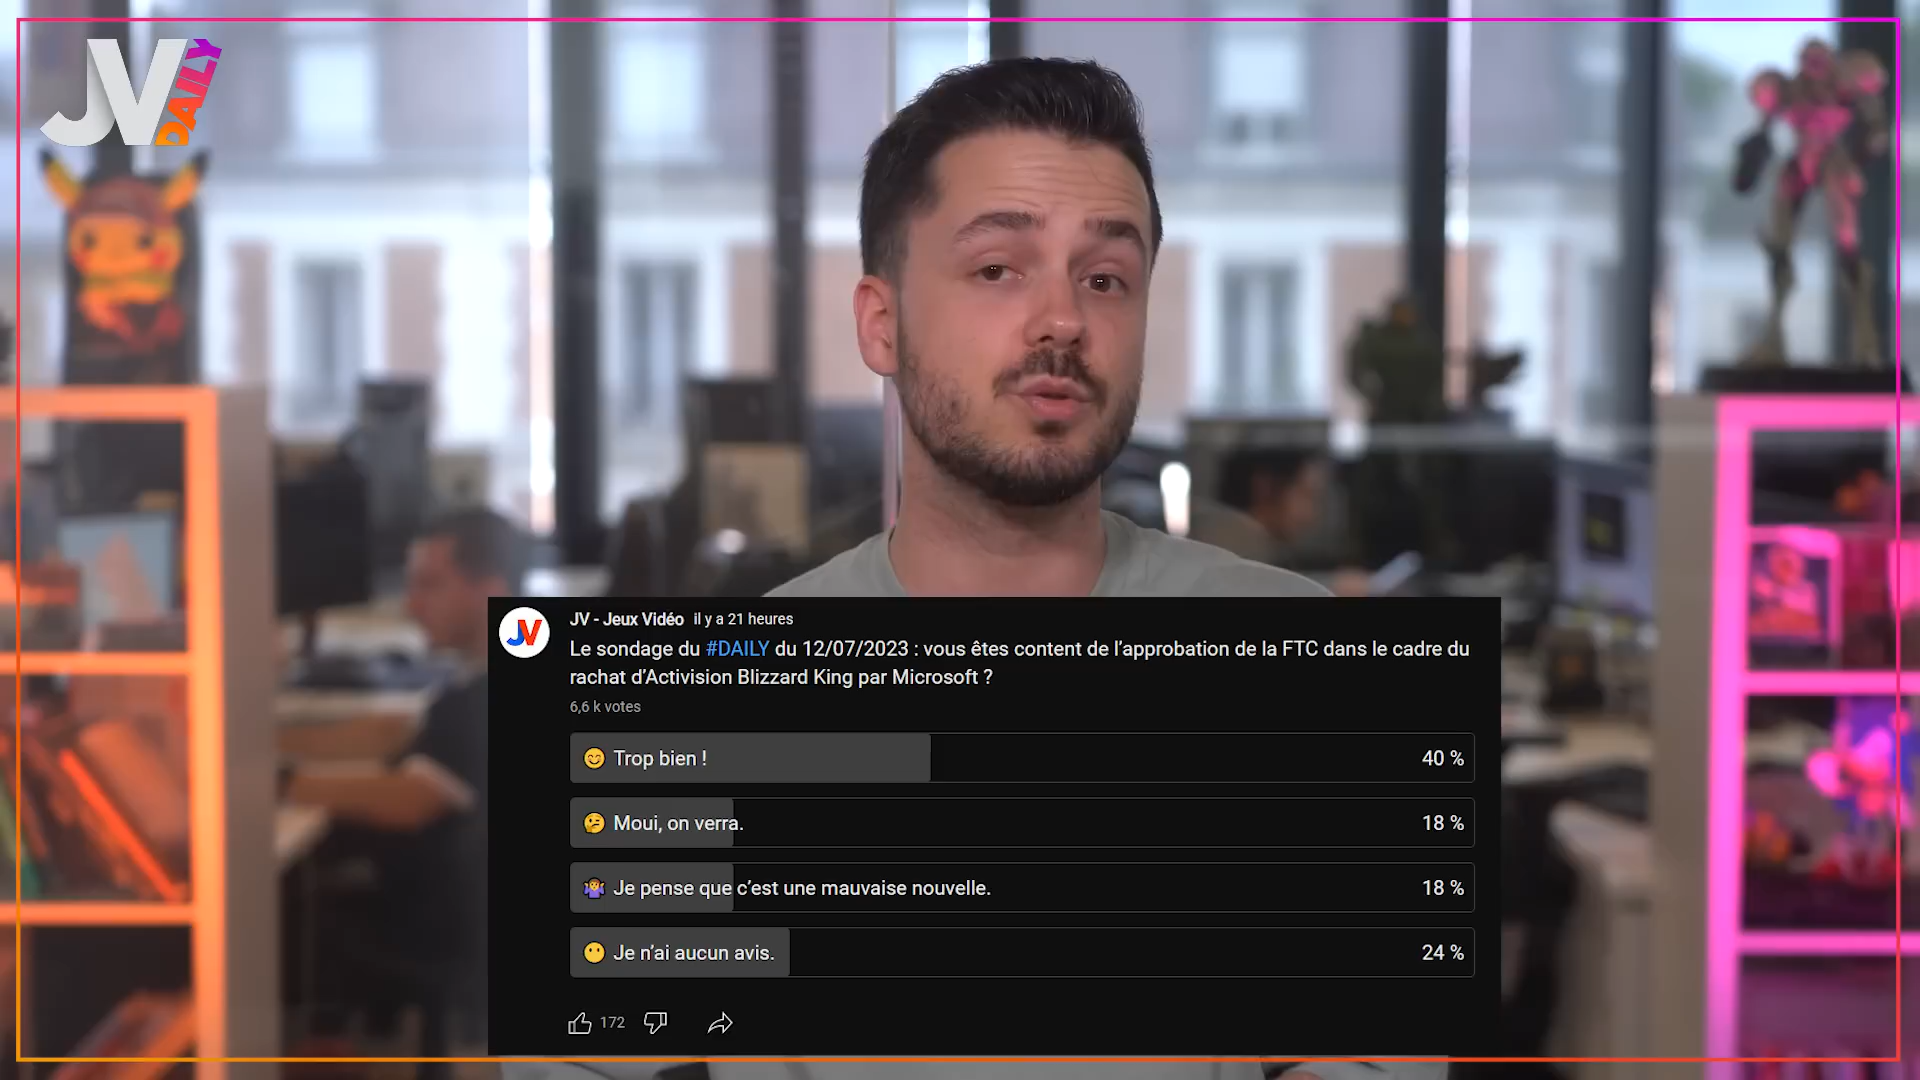 JV DAILY
JV
JV - Jeux Vidéo il y a 21 heures
Le sondage du #DAILY du 12/07/2023 : vous êtes content de l’approbation de la FTC dans le cadre du
rachat d’Activision Blizzard King par Microsoft ?
6,6 k votes
Trop bien ! 40 %
Moui, on verra. 18 %
Je pense que c’est une mauvaise nouvelle. 18 %
Je n’ai aucun avis. 24 %
172